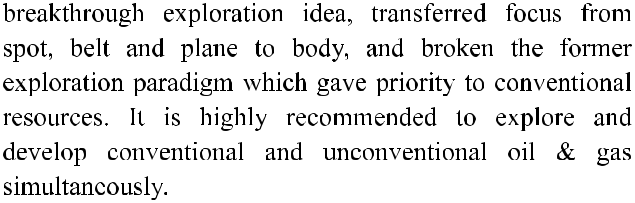 breakthrough exploration idea, transferred focus from
spot, belt and plane to body, and broken the former
exploration paradigm which gave priority to conventional
resources. It is highly recommended to explore and
develop conventional and unconventional oil & gas
simultaneously.